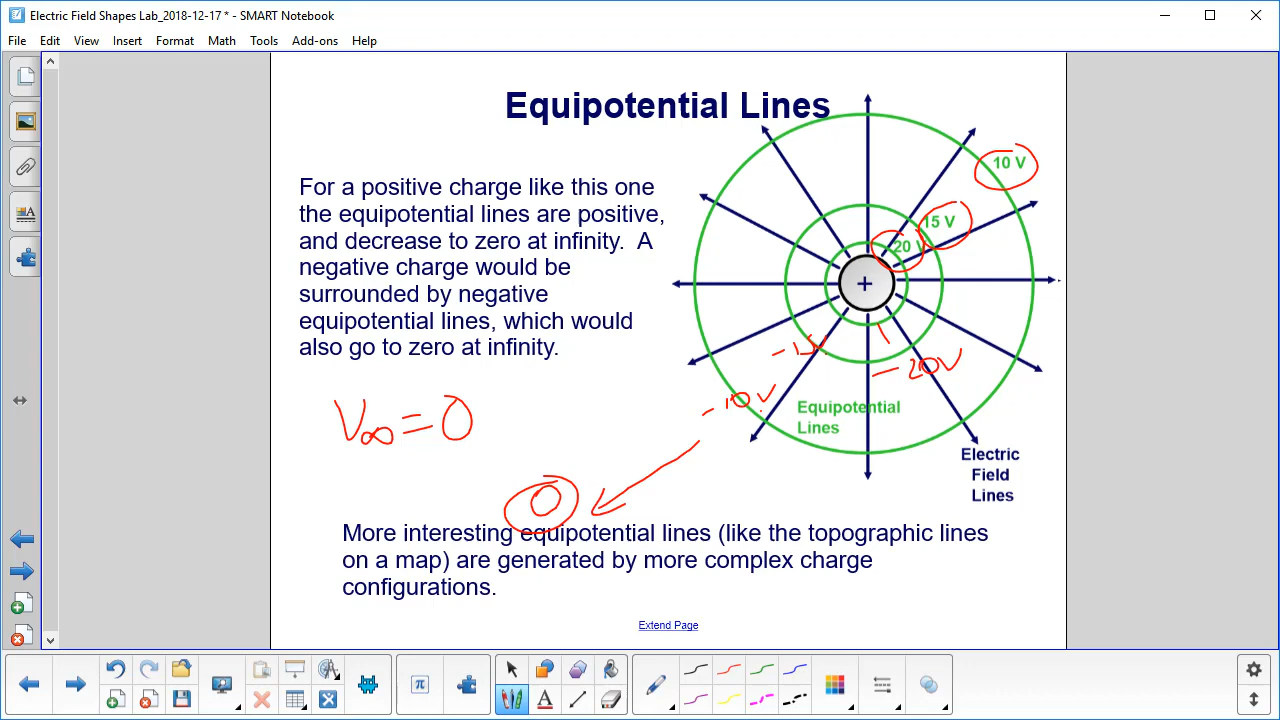 Electric Field Shapes Lab_2018-12-17 * - SMART Notebook
File Edit View Insert Format Math Tools Add-ons Help
Equipotential Lines
For a positive charge like this one
the equipotential lines are positive,
and decrease to zero at infinity. A
negative charge would be
surrounded by negative
equipotential lines, which would
also go to zero at infinity.
10 V
15 V
20 V
+
-20V
-10V
Equipotential
Lines
Electric
Field
Lines
V∞=0
0
More interesting equipotential lines (like the topographic lines
on a map) are generated by more complex charge
configurations.
Extend Page
π
A